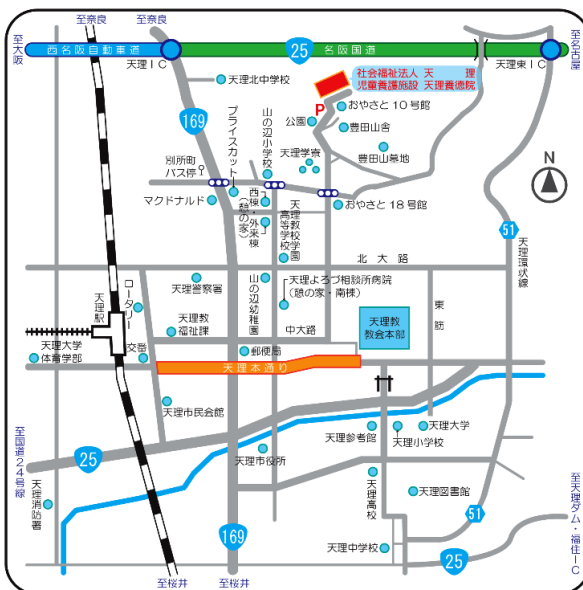 至奈良
至奈良
至大阪
至名古屋
西名阪自動車道
25
名阪国道
天理IC
天理東IC
天理北中学校
社会福祉法人 天 理
児童養護施設 天理養徳院
P
169
プライスカット
山の辺小学校
公園
おやさと10号館
豊田山舎
天理学寮
豊田山墓地
別所町
バス停
マクドナルド
西棟・外来棟
(憩の家)
天理教校学園
高等学校
おやさと18号館
N
51
天理環状線
北大路
天理警察署
山の辺幼稚園
天理よろづ相談所病院
(憩の家・南棟)
ロータリー
天理駅
天理教
福祉課
中大路
天理教
教会本部
東筋
天理大学
体育学部
交番
郵便局
天理本通り
天理市民会館
天理参考館
天理小学校
天理大学
至国道24号線
25
天理市役所
天理消防署
天理高校
天理図書館
51
至天理ダム・福住IC
169
天理中学校
25
至桜井
至桜井